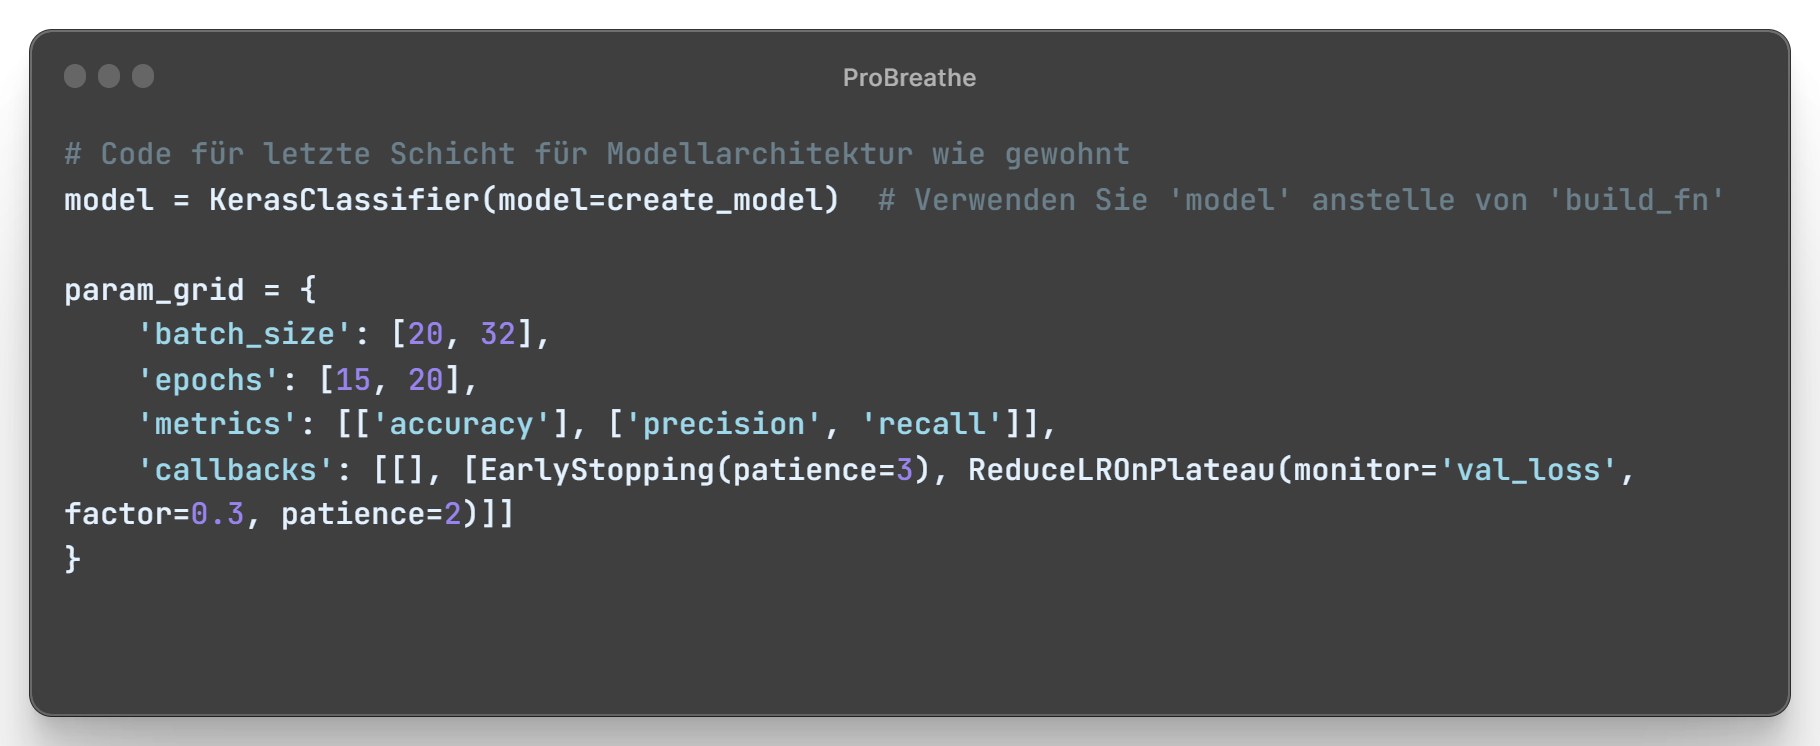 ProBreathe
# Code für letzte Schicht für Modellarchitektur wie gewohnt
model = KerasClassifier(model=create_model)  # Verwenden Sie 'model' anstelle von 'build_fn'
param_grid = {
    'batch_size': [20, 32],
    'epochs': [15, 20],
    'metrics': [['accuracy'], ['precision', 'recall']],
    'callbacks': [[], [EarlyStopping(patience=3), ReduceLROnPlateau(monitor='val_loss',
factor=0.3, patience=2)]]
}